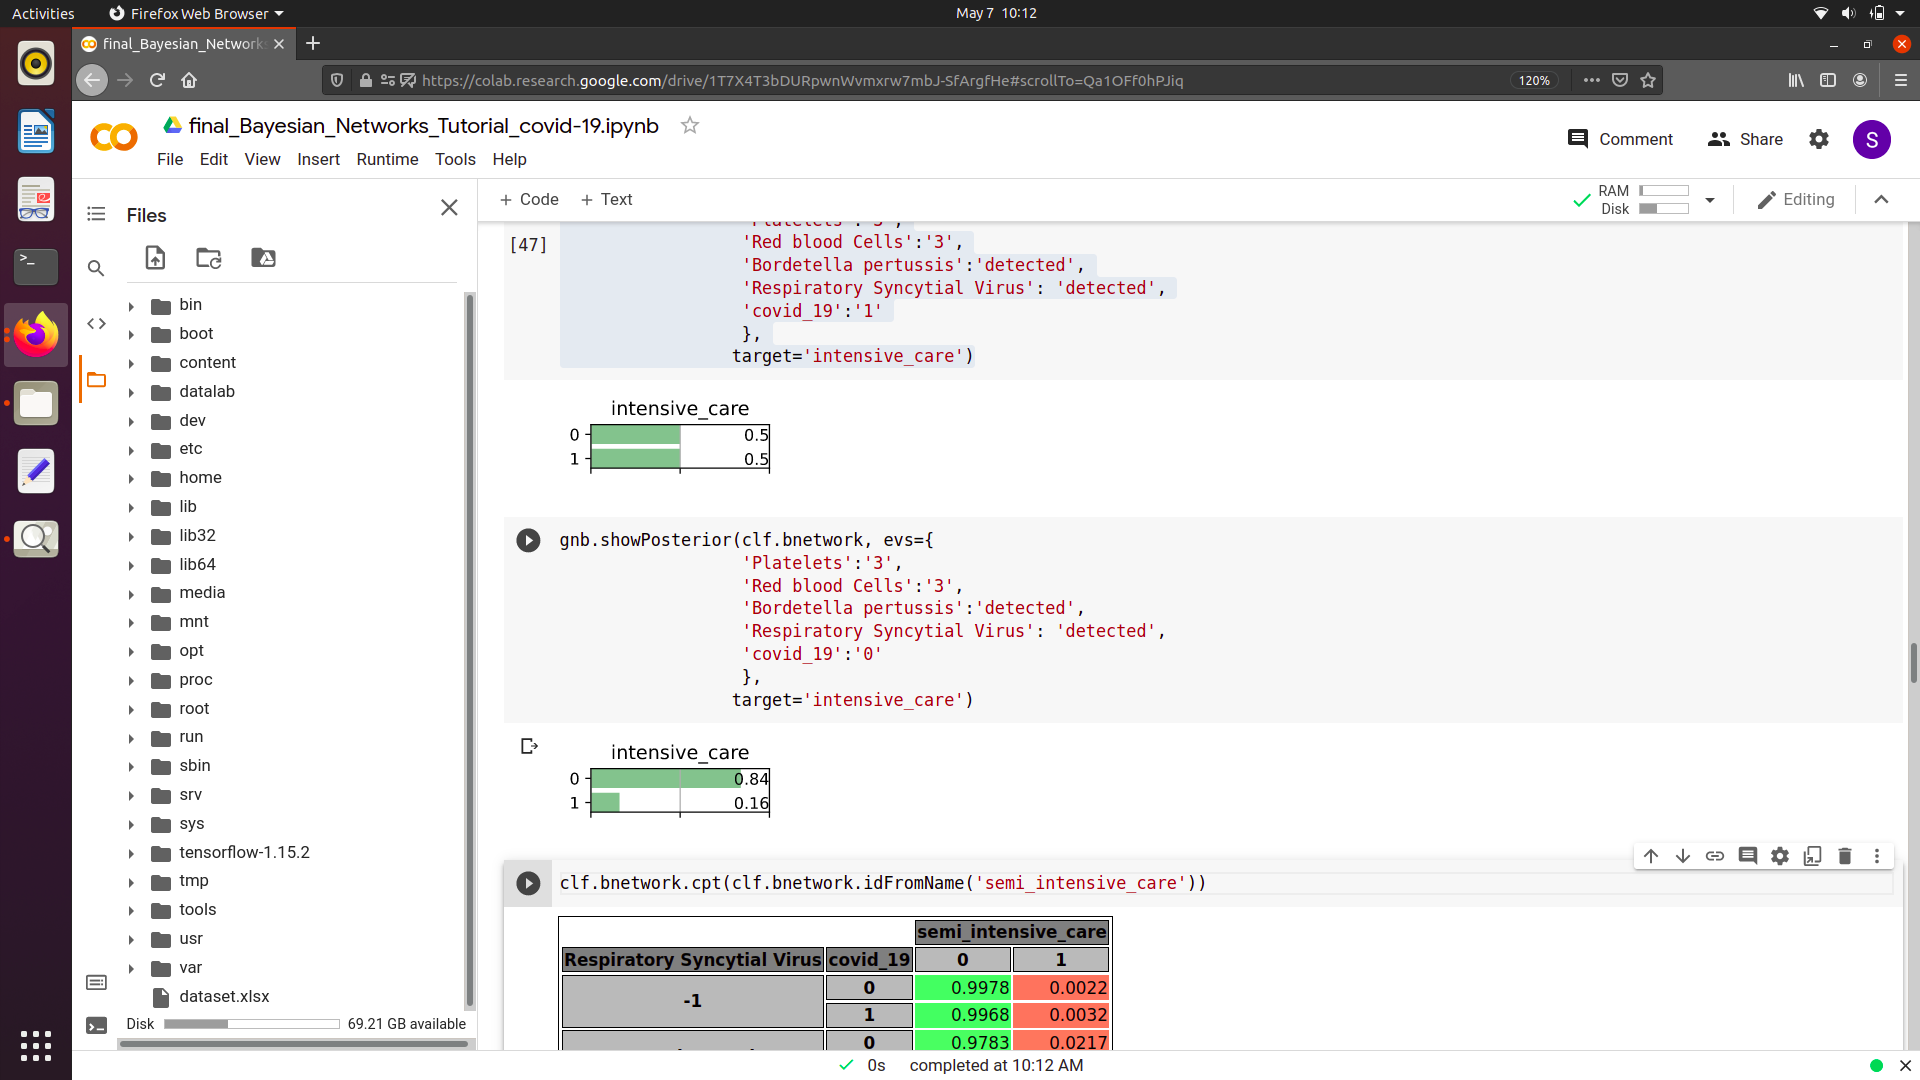 Activities
Firefox Web Browser
May 7 10:12
final_Bayesian_Network
https://colab.research.google.com/drive/1T7X4T3bDURpwnWvmxrw7mbJ-SfArgfHe#scrollTo=Qa1OFf0hPJiq
120%
final_Bayesian_Networks_Tutorial_covid-19.ipynb
File Edit View Insert Runtime Tools Help
Comment
Share
S
Files
+ Code + Text
RAM
Disk
Editing
bin
boot
content
datalab
dev
etc
home
lib
lib32
lib64
media
mnt
opt
proc
root
run
sbin
srv
sys
tensorflow-1.15.2
tmp
tools
usr
var
dataset.xlsx
Disk 69.21 GB available
[47]
'Platelets':'3',
'Red blood Cells':'3',
'Bordetella pertussis':'detected',
'Respiratory Syncytial Virus': 'detected',
'covid_19':'1'
},
target='intensive_care')
intensive_care
0 0.5
1 0.5
gnb.showPosterior(clf.bnetwork, evs={
'Platelets':'3',
'Red blood Cells':'3',
'Bordetella pertussis':'detected',
'Respiratory Syncytial Virus': 'detected',
'covid_19':'0'
},
target='intensive_care')
intensive_care
0 0.84
1 0.16
clf.bnetwork.cpt(clf.bnetwork.idFromName('semi_intensive_care'))
semi_intensive_care
Respiratory Syncytial Virus covid_19 0 1
-1 0 0.9978 0.0022
1 0.9968 0.0032
0 0.9783 0.0217
0s completed at 10:12 AM